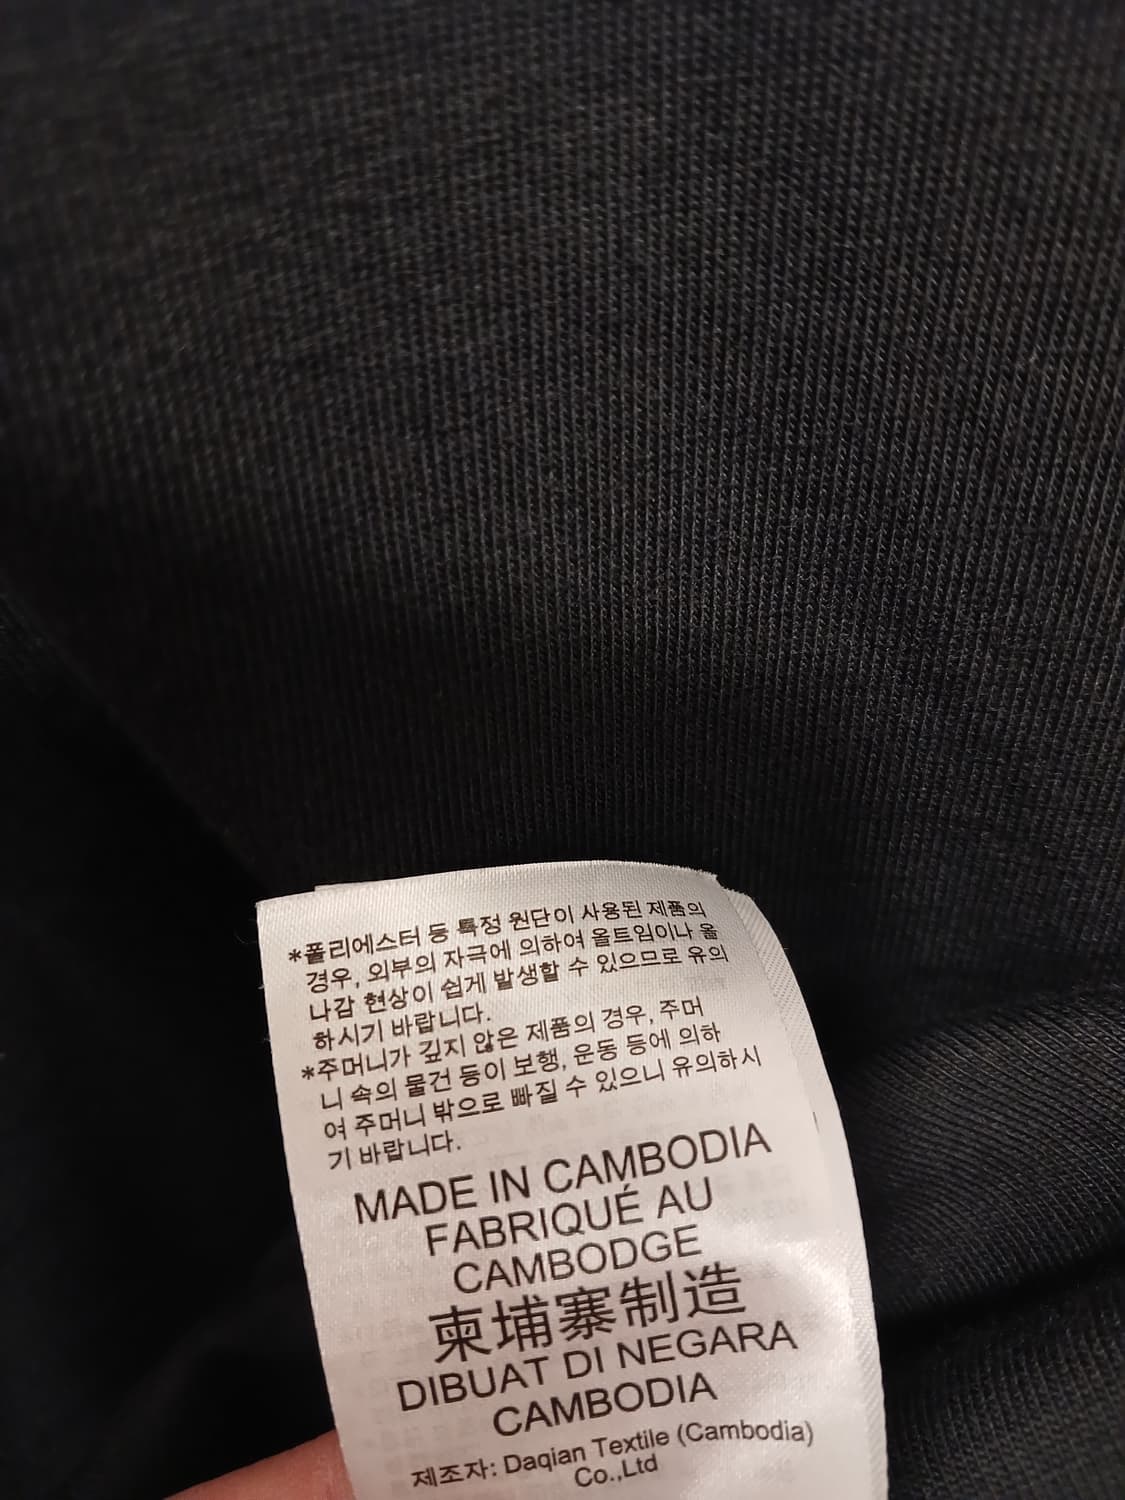 *폴리에스터 등 특정 원단이 사용된 제품의
경우, 외부의 자극에 의하여 올트임이나 올
나감 현상이 쉽게 발생할 수 있으므로 유의
하시기 바랍니다.
*주머니가 깊지 않은 제품의 경우, 주머
니 속의 물건 등이 보행, 운동 등에 의하
여 주머니 밖으로 빠질 수 있으니 유의하시
기 바랍니다.
MADE IN CAMBODIA
FABRIQUÉ AU
CAMBODGE
柬埔寨制造
DIBUAT DI NEGARA
CAMBODIA
제조자: Daqian Textile (Cambodia)
Co.,Ltd